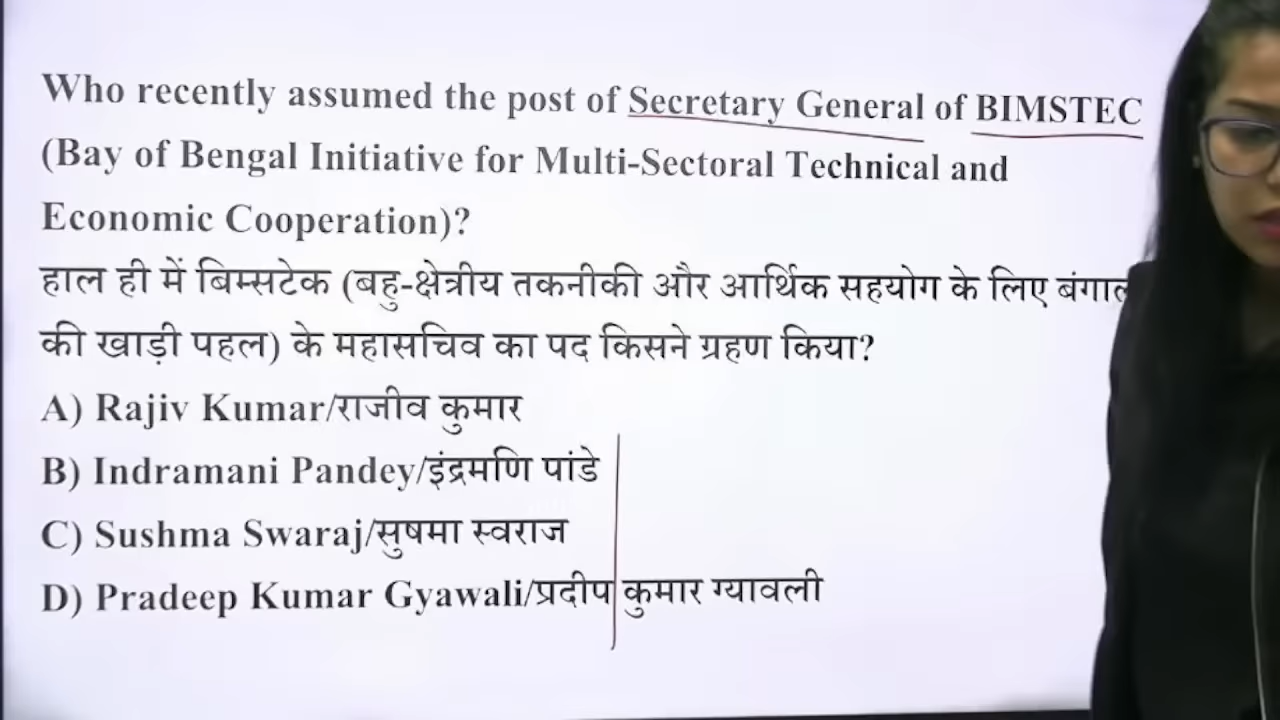 Who recently assumed the post of Secretary General of BIMSTEC
(Bay of Bengal Initiative for Multi-Sectoral Technical and
Economic Cooperation)?
हाल ही में बिम्सटेक (बहु-क्षेत्रीय तकनीकी और आर्थिक सहयोग के लिए बंगाल
की खाड़ी पहल) के महासचिव का पद किसने ग्रहण किया?
A) Rajiv Kumar/राजीव कुमार
B) Indramani Pandey/इंद्रमणि पांडे
C) Sushma Swaraj/सुषमा स्वराज
D) Pradeep Kumar Gyawali/प्रदीप कुमार ग्यावली